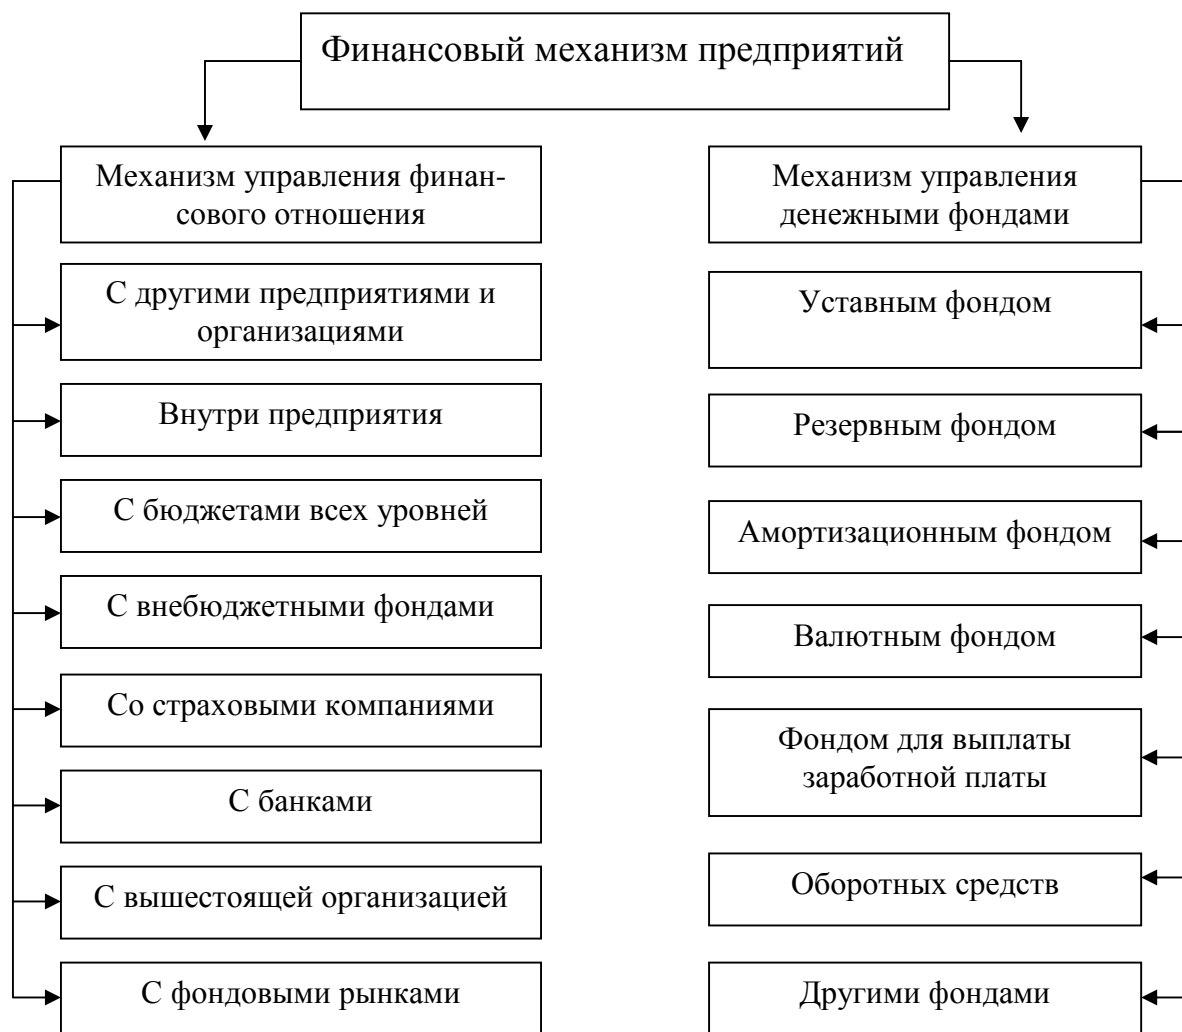 Финансовый механизм предприятий
Механизм управления финан-
сового отношения
С другими предприятиями и
организациями
Внутри предприятия
С бюджетами всех уровней
С внебюджетными фондами
Со страховыми компаниями
С банками
С вышестоящей организацией
С фондовыми рынками
Механизм управления
денежными фондами
Уставным фондом
Резервным фондом
Амортизационным фондом
Валютным фондом
Фондом для выплаты
заработной платы
Оборотных средств
Другими фондами